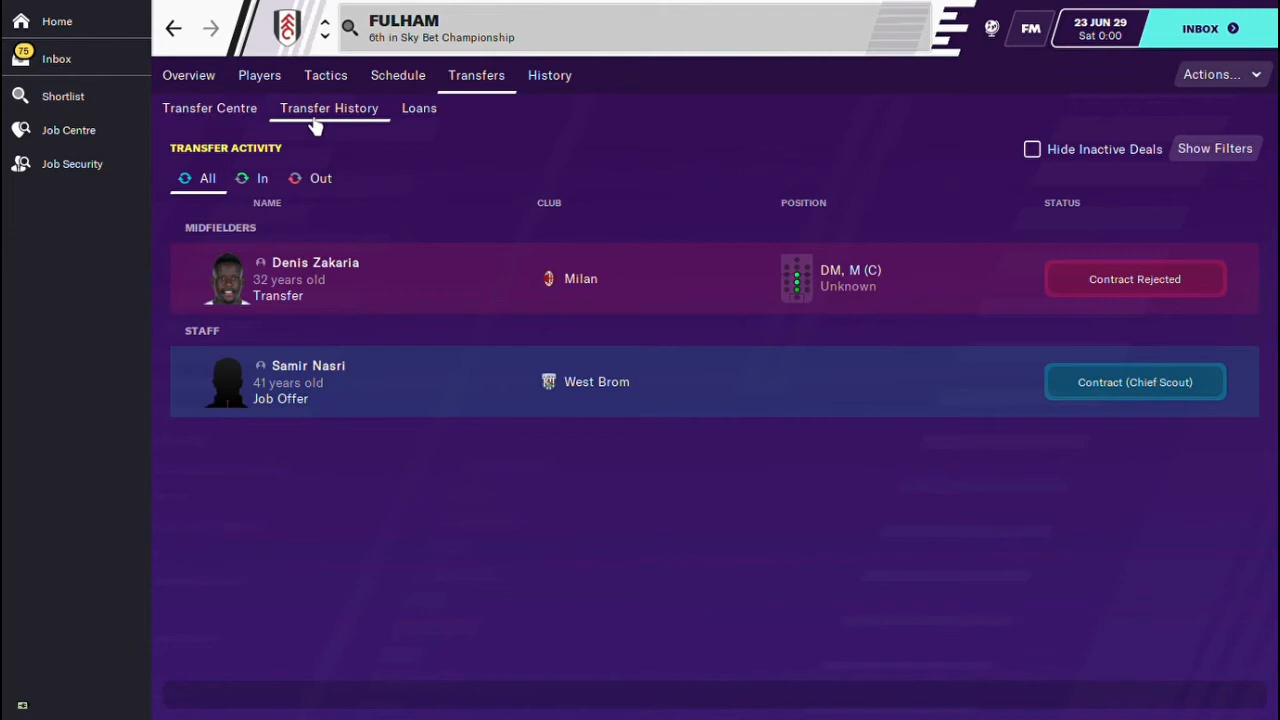 Home
75
Inbox
Shortlist
Job Centre
Job Security
FULHAM
6th in Sky Bet Championship
FM
23 JUN 29
Sat 0:00
INBOX
Overview
Players
Tactics
Schedule
Transfers
History
Actions...
Transfer Centre
Transfer History
Loans
TRANSFER ACTIVITY
Hide Inactive Deals
Show Filters
All
In
Out
NAME
CLUB
POSITION
STATUS
MIDFIELDERS
Denis Zakaria
32 years old
Transfer
Milan
DM, M (C)
Unknown
Contract Rejected
STAFF
Samir Nasri
41 years old
Job Offer
West Brom
Contract (Chief Scout)